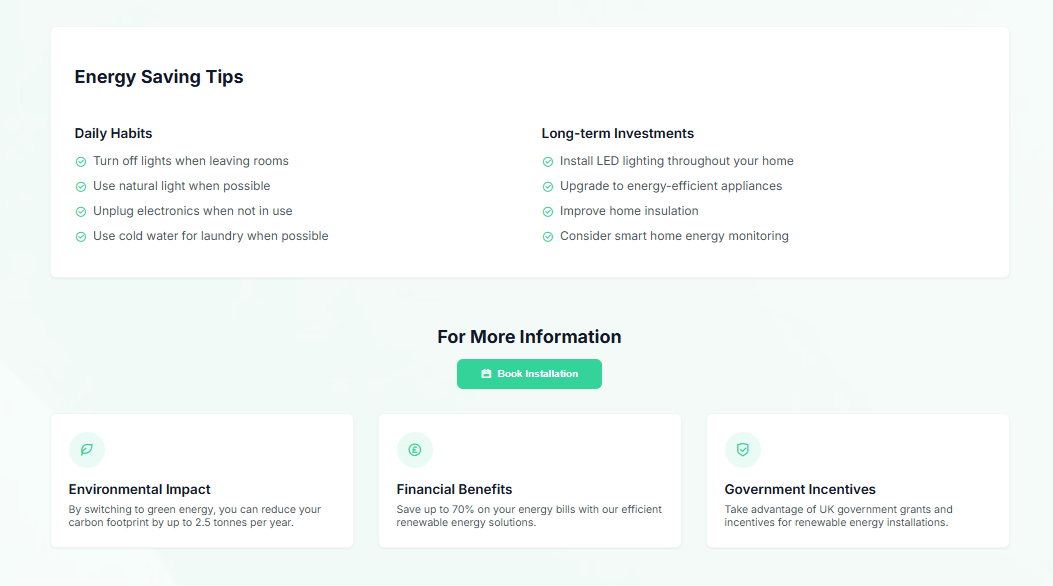 Energy Saving Tips
Daily Habits
Turn off lights when leaving rooms
Use natural light when possible
Unplug electronics when not in use
Use cold water for laundry when possible
Long-term Investments
Install LED lighting throughout your home
Upgrade to energy-efficient appliances
Improve home insulation
Consider smart home energy monitoring
For More Information
Book Installation
Environmental Impact
By switching to green energy, you can reduce your
carbon footprint by up to 2.5 tonnes per year.
£
Financial Benefits
Save up to 70% on your energy bills with our efficient
renewable energy solutions.
Government Incentives
Take advantage of UK government grants and
incentives for renewable energy installations.